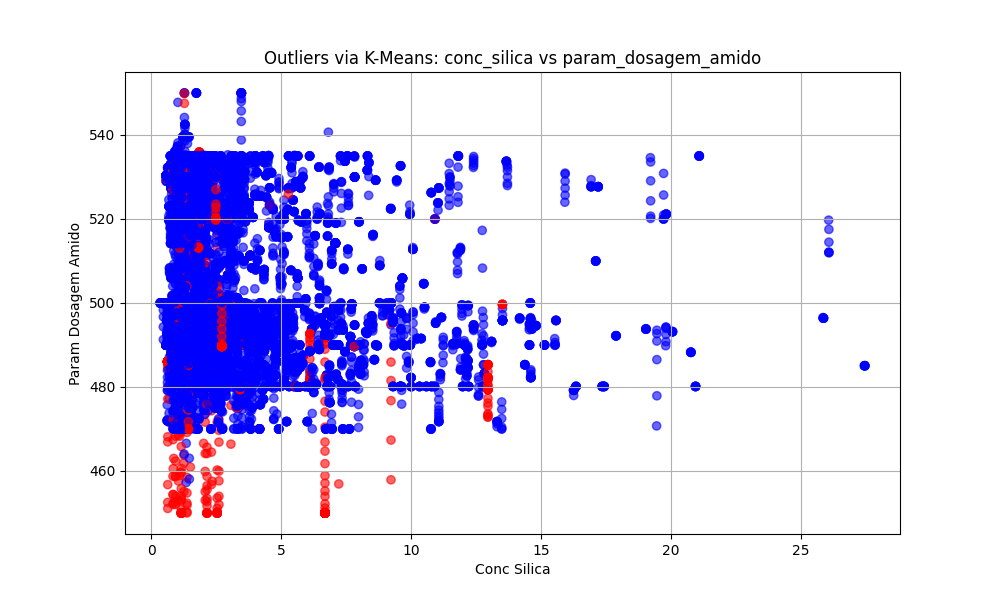 Outliers via K-Means: conc_silica vs param_dosagem_amido
540
520
500
480
460
Param Dosagem Amido
0 5 10 15 20 25
Conc Silica